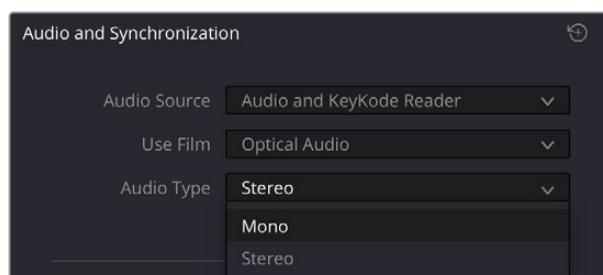 Audio and Synchronization
Audio Source Audio and KeyKode Reader
Use Film Optical Audio
Audio Type Stereo
Mono
Stereo